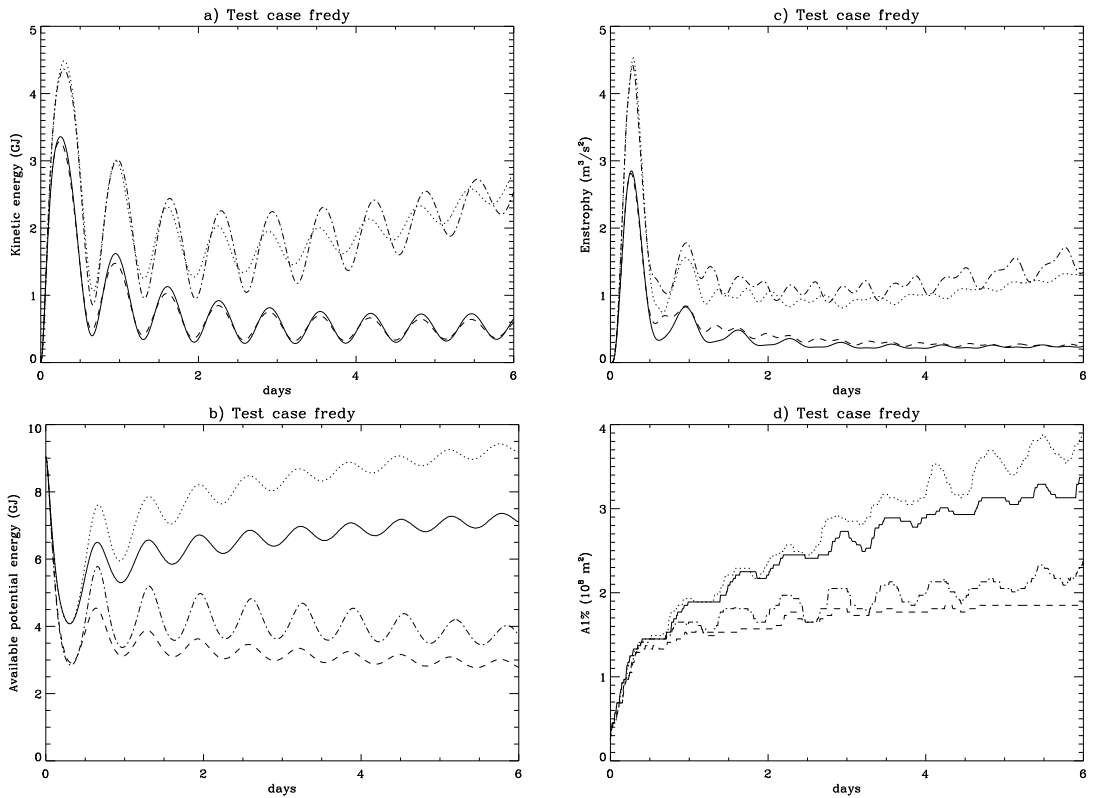 a) Test case fredy
Kinetic energy (GJ)
5
4
3
2
1
0
0 2 4 6
days
c) Test case fredy
Enstrophy (m³/s²)
5
4
3
2
1
0
0 2 4 6
days
b) Test case fredy
Available potential energy (GJ)
10
8
6
4
2
0
0 2 4 6
days
d) Test case fredy
A1% (10⁸ m²)
4
3
2
1
0
0 2 4 6
days